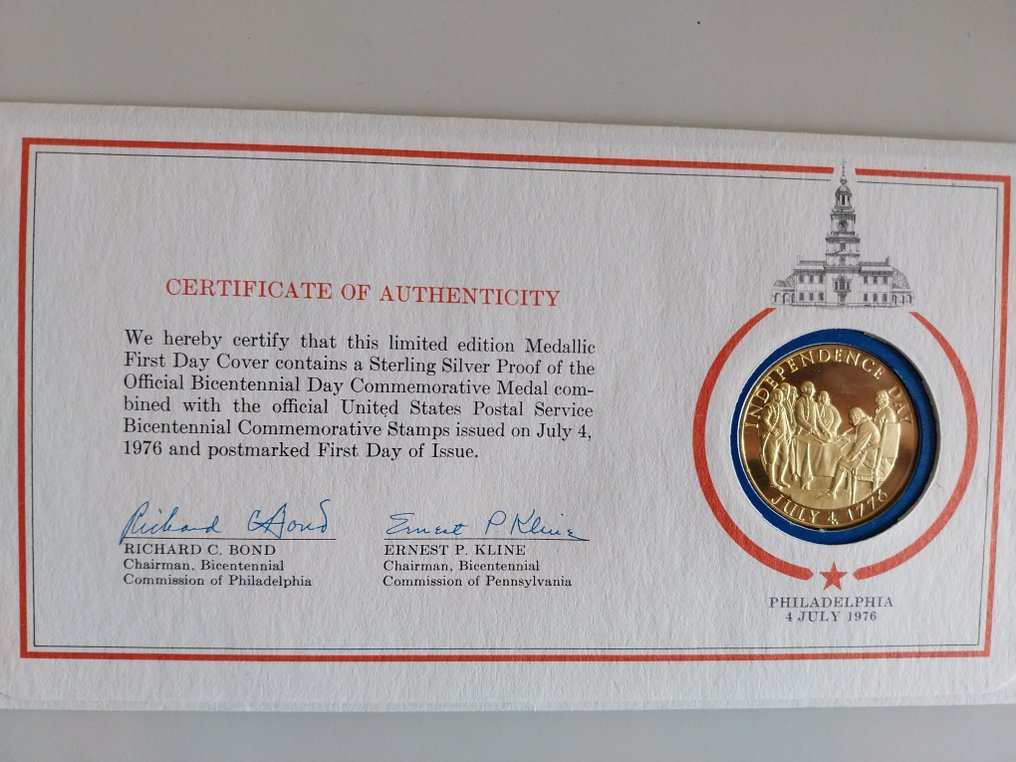 CERTIFICATE OF AUTHENTICITY
We hereby certify that this limited edition Medallic
First Day Cover contains a Sterling Silver Proof of the
Official Bicentennial Day Commemorative Medal com-
bined with the official United States Postal Service
Bicentennial Commemorative Stamps issued on July 4,
1976 and postmarked First Day of Issue.
Richard C Bond
RICHARD C. BOND
Chairman, Bicentennial
Commission of Philadelphia
Ernest P Kline
ERNEST P. KLINE
Chairman, Bicentennial
Commission of Pennsylvania
INDEPENDENCE DAY
JULY 4, 1776
PHILADELPHIA
4 JULY 1976